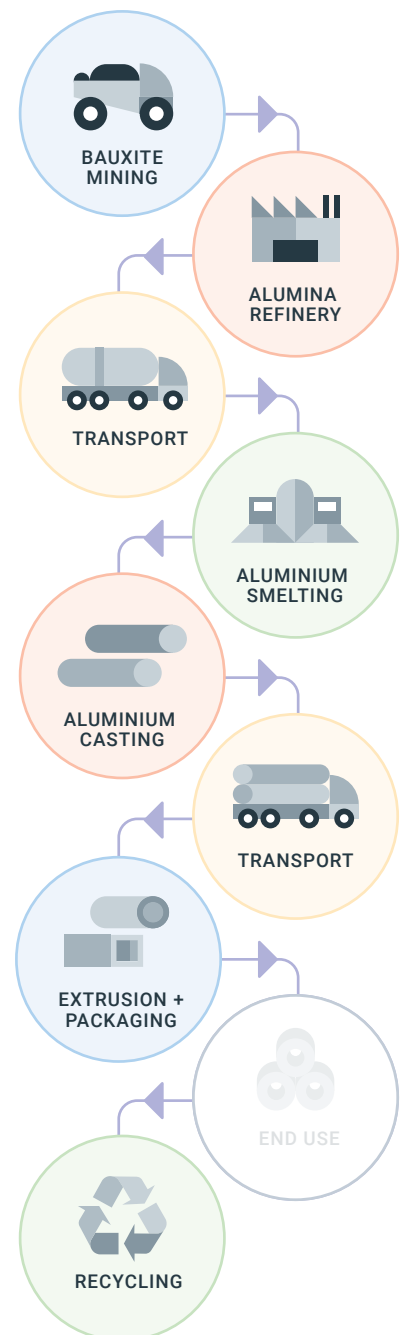 BAUXITE
MINING
ALUMINA
REFINERY
TRANSPORT
ALUMINIUM
SMELTING
ALUMINIUM
CASTING
TRANSPORT
EXTRUSION +
PACKAGING
END USE
RECYCLING